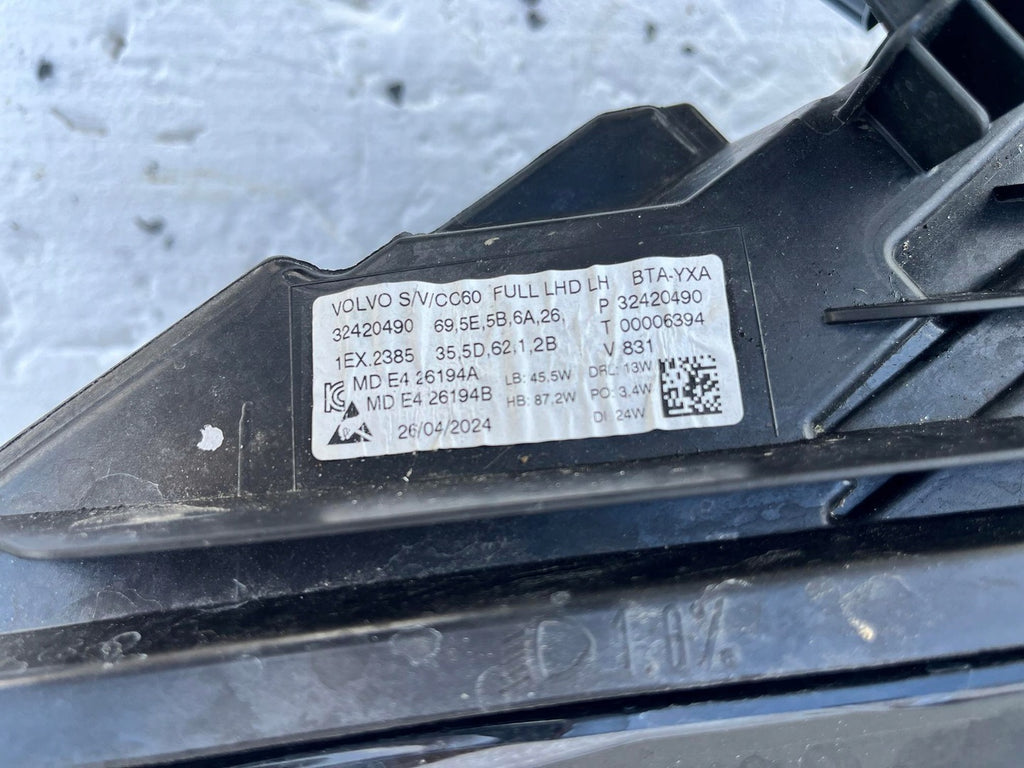 VOLVO S/V/CC60 FULL LHD LH BTA-YXA
32420490 69,5E,5B,6A,26, P 32420490
1EX.2385 35,5D,62,1,2B T 00006394
V 831
MD E4 26194A LB: 45,5W DRL: 13W
MD E4 26194B HB: 87,2W PO: 3,4W
26/04/2024 DI: 24W
1.0%